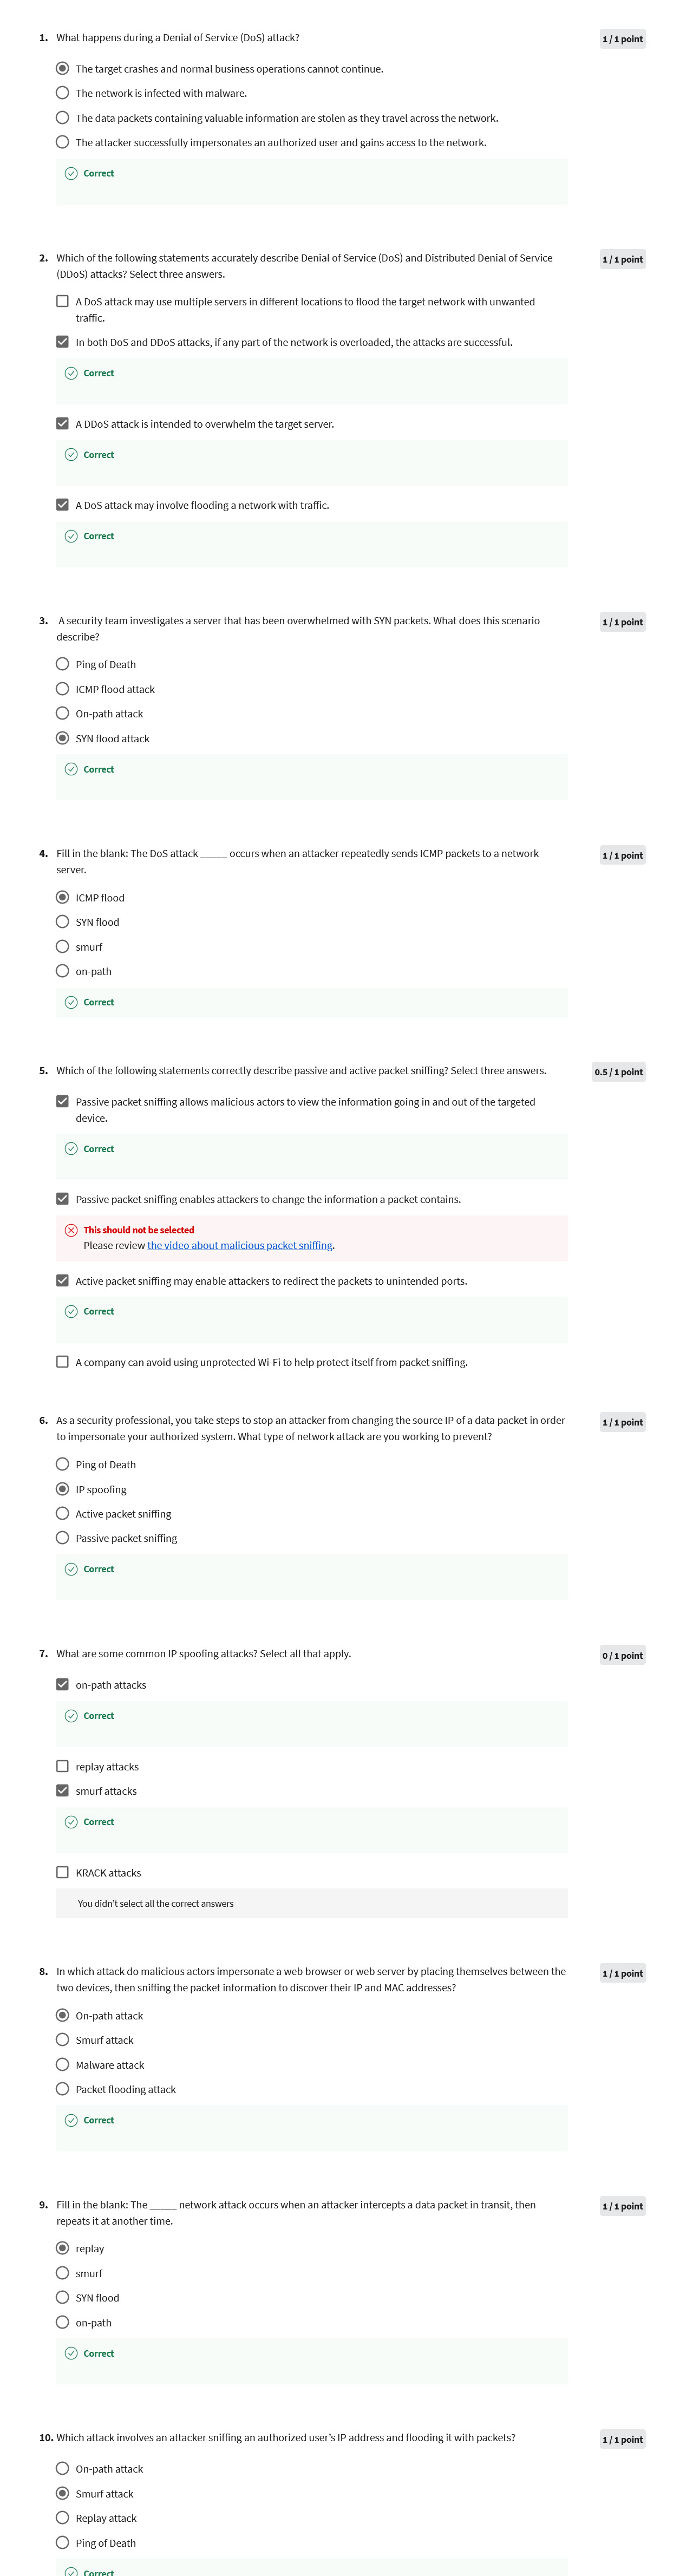 1. What happens during a Denial of Service (DoS) attack?
1 / 1 point
The target crashes and normal business operations cannot continue.
The network is infected with malware.
The data packets containing valuable information are stolen as they travel across the network.
The attacker successfully impersonates an authorized user and gains access to the network.
Correct
2. Which of the following statements accurately describe Denial of Service (DoS) and Distributed Denial of Service
(DDoS) attacks? Select three answers.
1 / 1 point
A DoS attack may use multiple servers in different locations to flood the target network with unwanted
traffic.
In both DoS and DDoS attacks, if any part of the network is overloaded, the attacks are successful.
Correct
A DDoS attack is intended to overwhelm the target server.
Correct
A DoS attack may involve flooding a network with traffic.
Correct
3. A security team investigates a server that has been overwhelmed with SYN packets. What does this scenario
describe?
1 / 1 point
Ping of Death
ICMP flood attack
On-path attack
SYN flood attack
Correct
4. Fill in the blank: The DoS attack _____ occurs when an attacker repeatedly sends ICMP packets to a network
server.
1 / 1 point
ICMP flood
SYN flood
smurf
on-path
Correct
5. Which of the following statements correctly describe passive and active packet sniffing? Select three answers.
0.5 / 1 point
Passive packet sniffing allows malicious actors to view the information going in and out of the targeted
device.
Correct
Passive packet sniffing enables attackers to change the information a packet contains.
This should not be selected
Please review the video about malicious packet sniffing.
Active packet sniffing may enable attackers to redirect the packets to unintended ports.
Correct
A company can avoid using unprotected Wi-Fi to help protect itself from packet sniffing.
6. As a security professional, you take steps to stop an attacker from changing the source IP of a data packet in order
to impersonate your authorized system. What type of network attack are you working to prevent?
1 / 1 point
Ping of Death
IP spoofing
Active packet sniffing
Passive packet sniffing
Correct
7. What are some common IP spoofing attacks? Select all that apply.
0 / 1 point
on-path attacks
Correct
replay attacks
smurf attacks
Correct
KRACK attacks
You didn't select all the correct answers
8. In which attack do malicious actors impersonate a web browser or web server by placing themselves between the
two devices, then sniffing the packet information to discover their IP and MAC addresses?
1 / 1 point
On-path attack
Smurf attack
Malware attack
Packet flooding attack
Correct
9. Fill in the blank: The _____ network attack occurs when an attacker intercepts a data packet in transit, then
repeats it at another time.
1 / 1 point
replay
smurf
SYN flood
on-path
Correct
10. Which attack involves an attacker sniffing an authorized user's IP address and flooding it with packets?
1 / 1 point
On-path attack
Smurf attack
Replay attack
Ping of Death
Correct